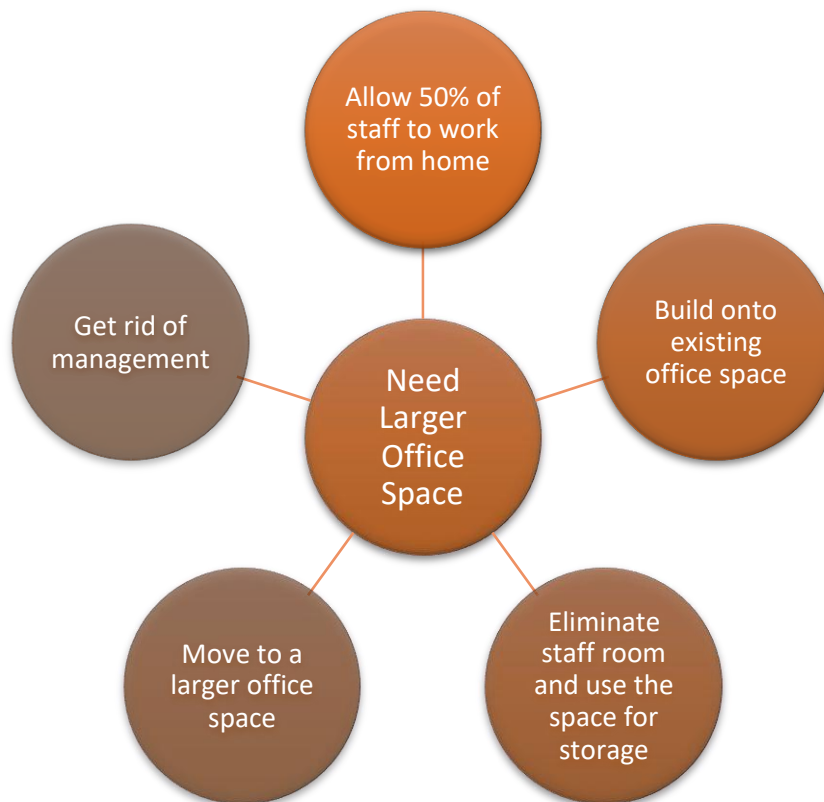 Allow 50% of
staff to work
from home
Build onto
existing
office space
Eliminate
staff room
and use the
space for
storage
Move to a
larger office
space
Get rid of
management
Need
Larger
Office
Space